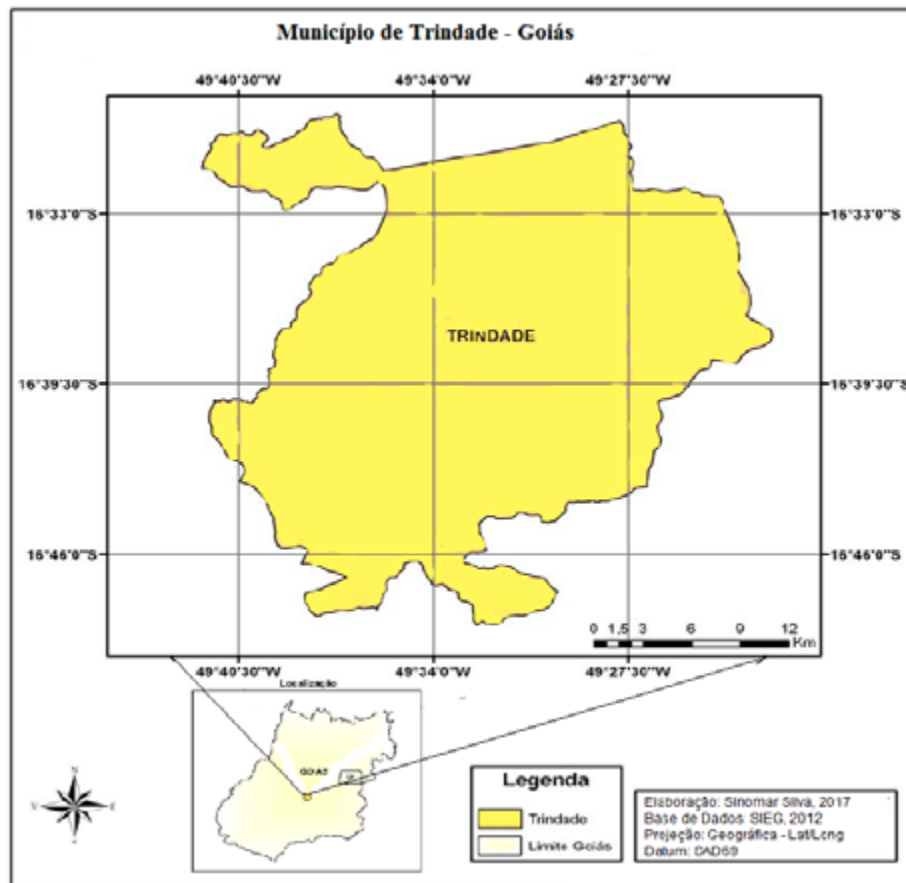 Município de Trindade - Goiás
49°40'30"W 49°34'0"W 49°27'30"W
16°33'0"S 16°33'0"S
TRINDADE
16°39'30"S 16°39'30"S
16°46'0"S 16°46'0"S
0 1,5 3 6 9 12
Km
49°40'30"W 49°34'0"W 49°27'30"W
Localização
GOIÁS
Legenda
Trindade
Limite Goiás
Elaboração: Sinomar Silva, 2017
Base de Dados SIEG, 2012
Projeção: Geográfica - Lat/Long
Datum: SAD69